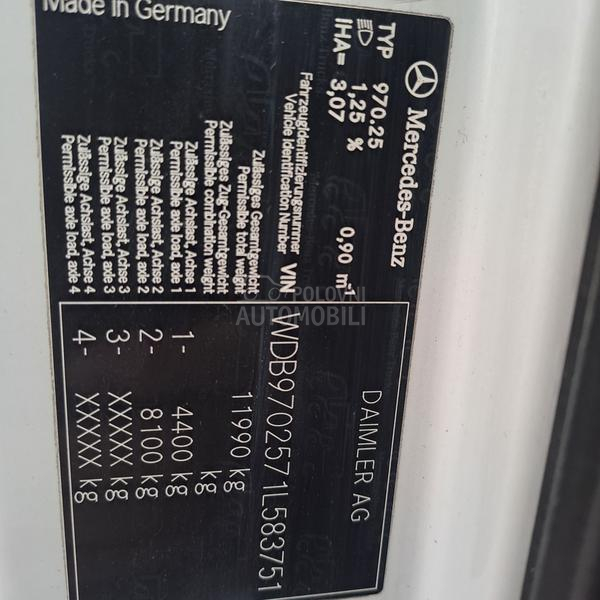 Mercedes-Benz
TYP 970.25
1,25 % 0,90 m-1
IHA= 3,07
DAIMLER AG
Fahrzeugidentifizierungsnummer
Vehicle Identification Number VIN WDB9702571L583751
Zulässiges Gesamtgewicht
Permissible total weight 11990 kg
Zulässiges Zug-Gesamtgewicht
Permissible combination weight kg
Zulässige Achslast, Achse 1
Permissible axle load, axle 1 1- 4400 kg
Zulässige Achslast, Achse 2
Permissible axle load, axle 2 2- 8100 kg
Zulässige Achslast, Achse 3
Permissible axle load, axle 3 3- XXXXX kg
Zulässige Achslast, Achse 4
Permissible axle load, axle 4 4- XXXXX kg
Made in Germany
POLOVNI
AUTOMOBILI